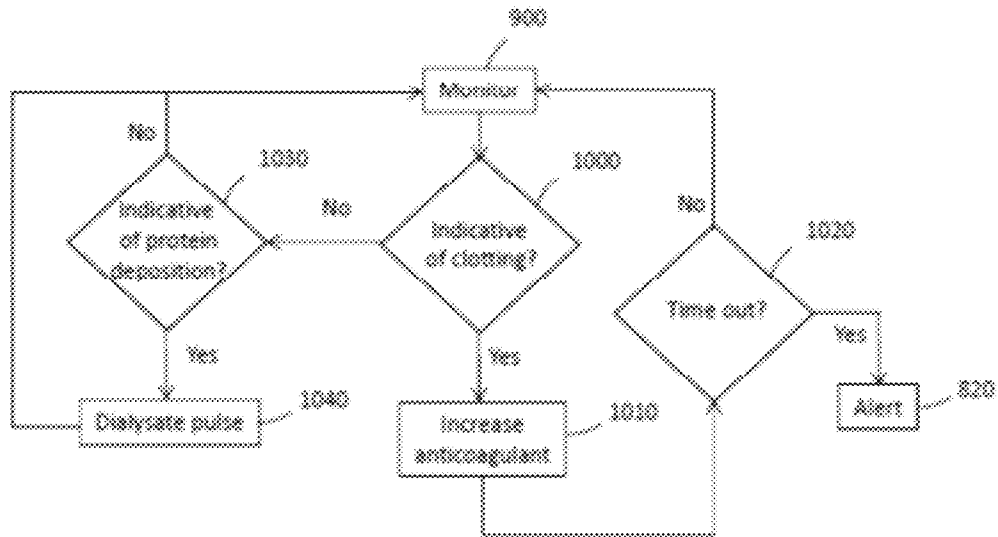 900
Monitor
No
1030
1000
Indicative
of protein
deposition?
No
Indicative
of clotting?
No
1020
Time out?
Yes
Yes
Yes
Dialysate pulse
1040
Increase
anticoagulant
1010
Alert
820